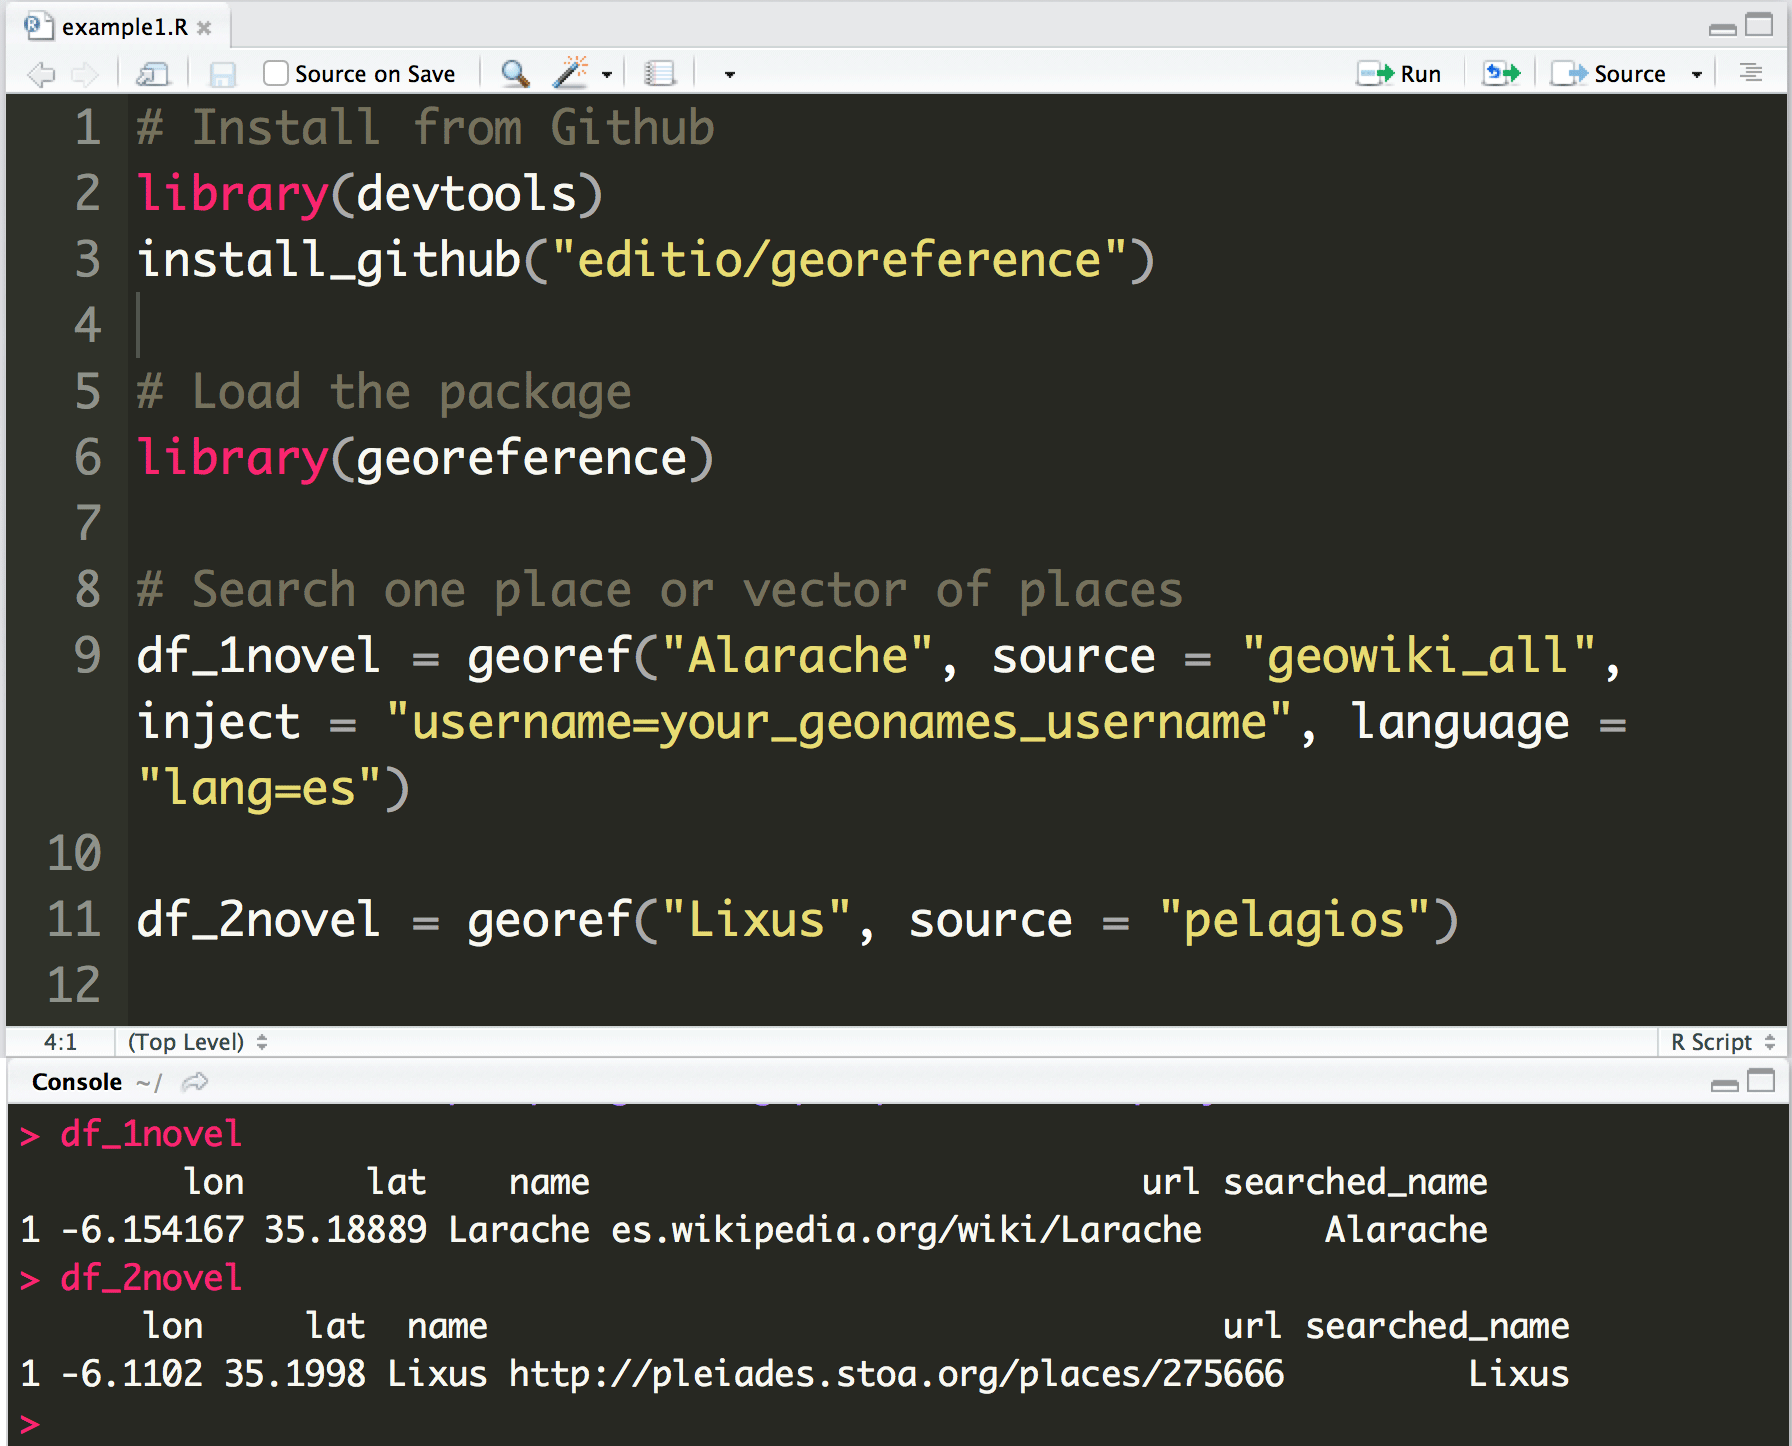 example1.R
Source on Save Run Source
1 # Install from Github
2 library(devtools)
3 install_github("editio/georeference")
4
5 # Load the package
6 library(georeference)
7
8 # Search one place or vector of places
9 df_1novel = georef("Alarache", source = "geowiki_all",
inject = "username=your_geonames_username", language =
"lang=es")
10
11 df_2novel = georef("Lixus", source = "pelagios")
12
4:1 (Top Level) R Script
Console ~/
> df_1novel
lon lat name url searched_name
1 -6.154167 35.18889 Larache es.wikipedia.org/wiki/Larache Alarache
> df_2novel
lon lat name url searched_name
1 -6.1102 35.1998 Lixus http://pleiades.stoa.org/places/275666 Lixus
>